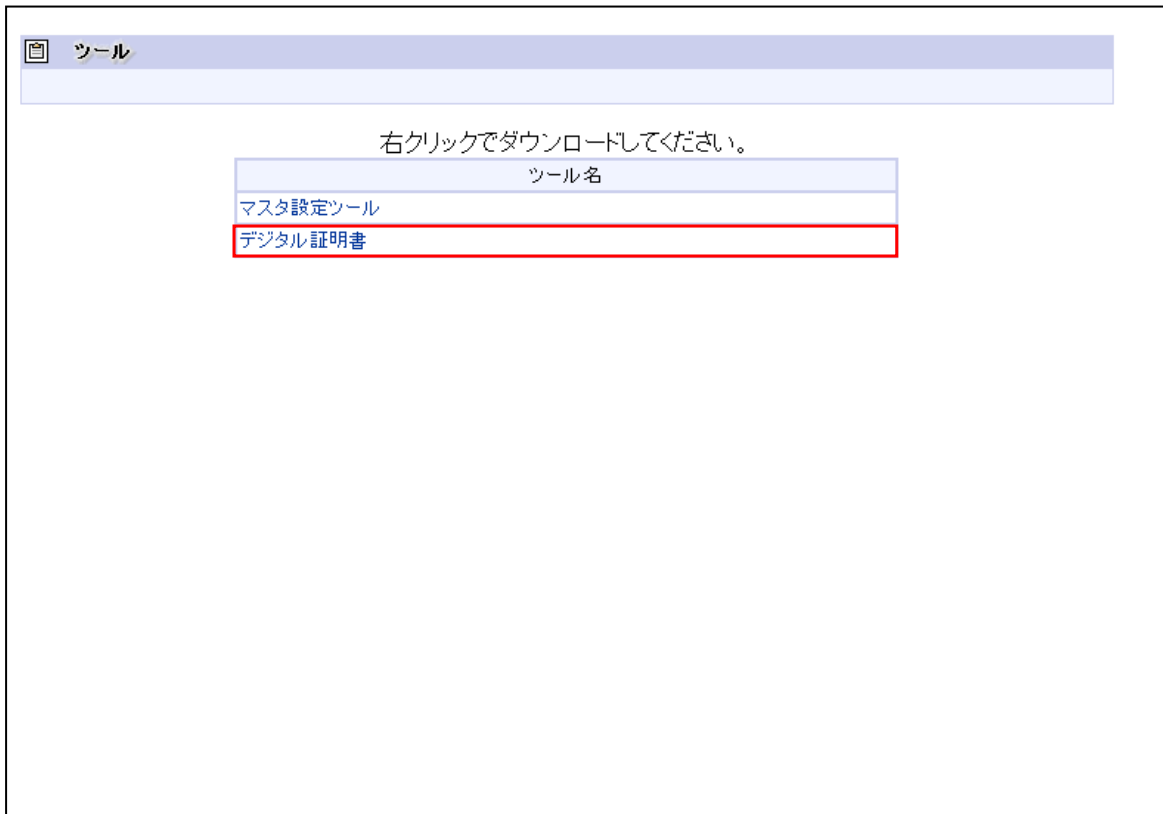 ツール
右クリックでダウンロードしてください。
ツール名
マスタ設定ツール
デジタル証明書